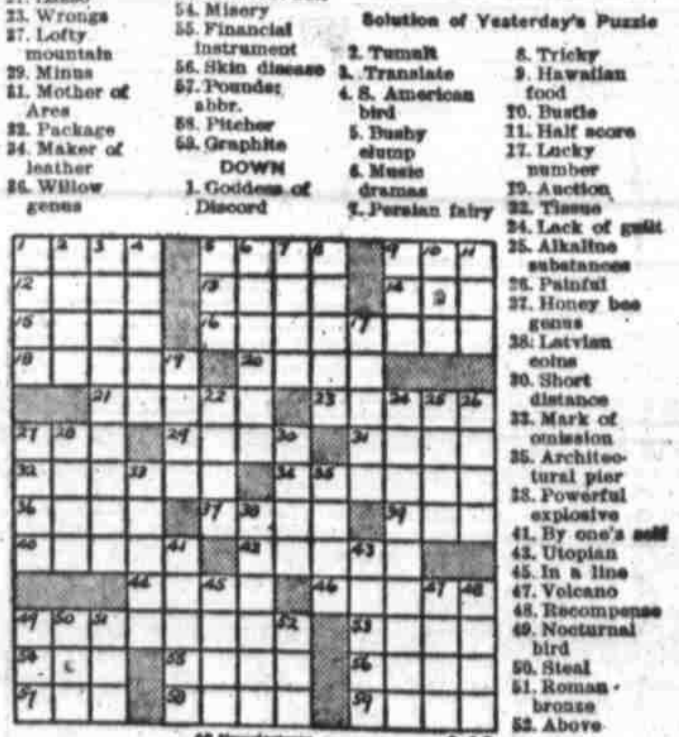 23. Wrongs
27. Lofty
mountain
29. Minus
31. Mother of
Ares
32. Package
34. Maker of
leather
36. Willow
genus
54. Misery
55. Financial
instrument
56. Skin disease
57. Pounds:
abbr.
58. Pitcher
59. Graphite
DOWN
1. Goddess of
Discord
Solution of Yesterday's Puzzle
2. Tumult
3. Translate
4. S. American
bird
5. Bushy
clump
6. Music
dramas
7. Persian fairy
8. Tricky
9. Hawaiian
food
10. Bustle
11. Half score
17. Lucky
number
19. Auction
22. Tissue
24. Lack of guilt
25. Alkaline
substances
26. Painful
27. Honey bee
genus
28. Latvian
coins
30. Short
distance
33. Mark of
omission
35. Architec-
tural pier
38. Powerful
explosive
41. By one's self
43. Utopian
45. In a line
47. Volcano
48. Recompense
49. Nocturnal
bird
50. Steal
51. Roman
bronze
52. Above
1 2 3 4 5 6 7 8 9 10 11
12 13 14
15 16 17
18 19 20
21 22 23 24 25 26
27 28 29 30 31
32 33 34 35
36 37 38 39
40 41 42 43
44 45 46 47 48
49 50 51 52 53
54 55 56
57 58 59